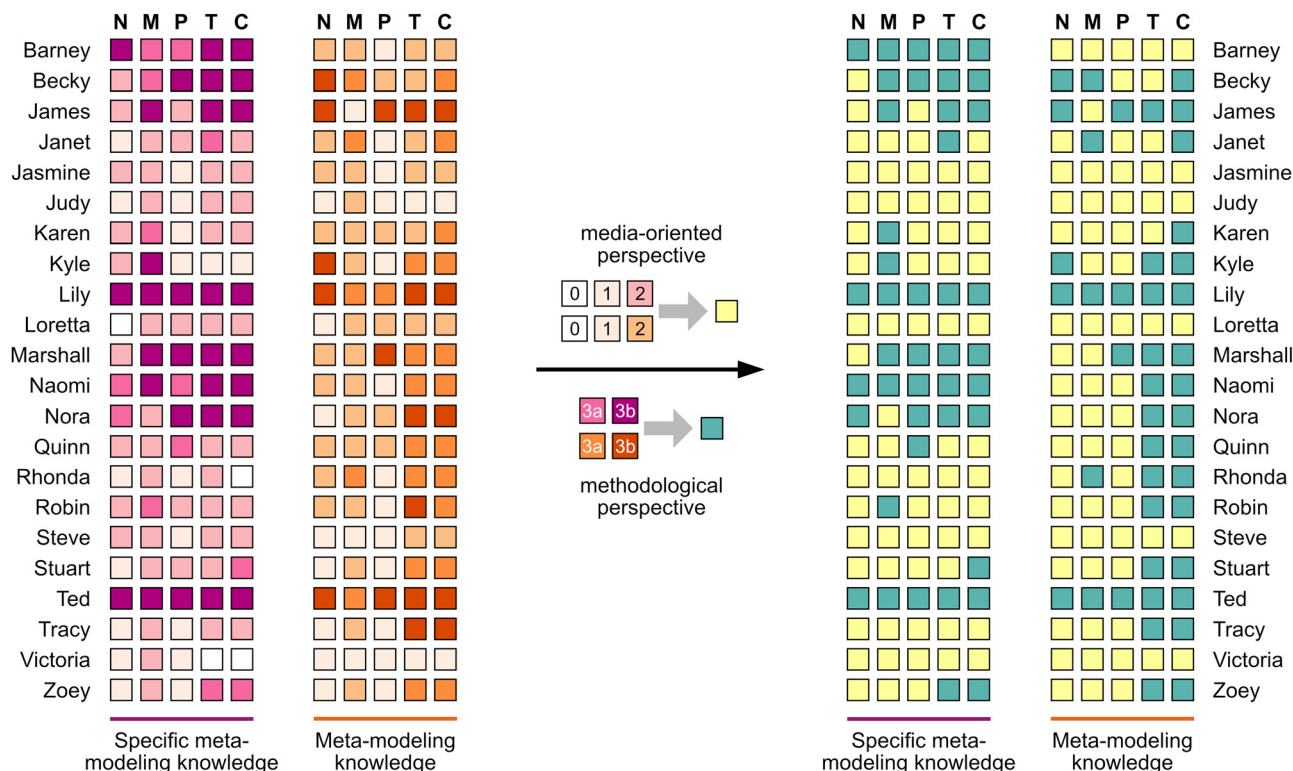 N M P T C N M P T C N M P T C N M P T C
Barney Barney
Becky Becky
James James
Janet Janet
Jasmine Jasmine
Judy Judy
Karen Karen
Kyle Kyle
Lily Lily
Loretta Loretta
Marshall Marshall
Naomi Naomi
Nora Nora
Quinn Quinn
Rhonda Rhonda
Robin Robin
Steve Steve
Stuart Stuart
Ted Ted
Tracy Tracy
Victoria Victoria
Zoey Zoey
media-oriented
perspective
0 1 2
0 1 2
3a 3b
3a 3b
methodological
perspective
Specific meta-
modeling knowledge
Meta-modeling
knowledge
Specific meta-
modeling knowledge
Meta-modeling
knowledge